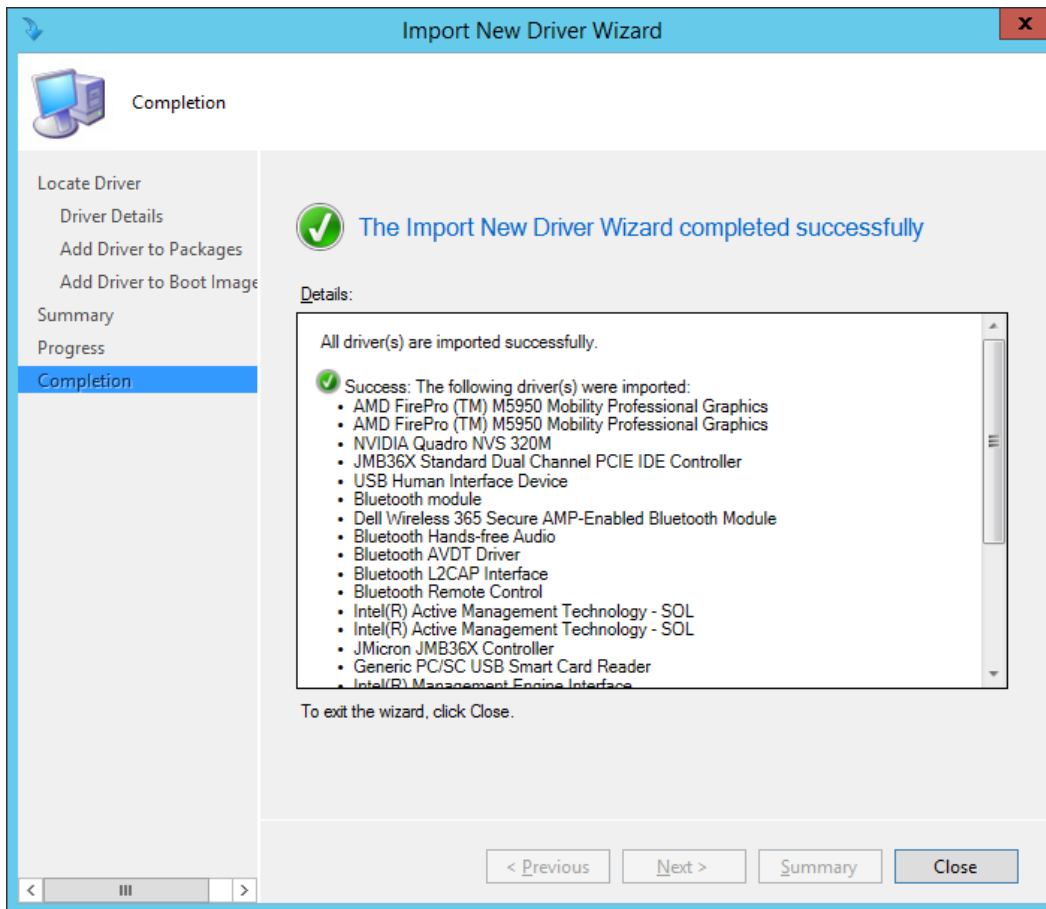 Import New Driver Wizard
x
Completion
Locate Driver
Driver Details
Add Driver to Packages
Add Driver to Boot Image
Summary
Progress
Completion
The Import New Driver Wizard completed successfully
Details:
All driver(s) are imported successfully.
Success: The following driver(s) were imported:
• AMD FirePro (TM) M5950 Mobility Professional Graphics
• AMD FirePro (TM) M5950 Mobility Professional Graphics
• NVIDIA Quadro NVS 320M
• JMB36X Standard Dual Channel PCIE IDE Controller
• USB Human Interface Device
• Bluetooth module
• Dell Wireless 365 Secure AMP-Enabled Bluetooth Module
• Bluetooth Hands-free Audio
• Bluetooth AVDT Driver
• Bluetooth L2CAP Interface
• Bluetooth Remote Control
• Intel(R) Active Management Technology - SOL
• Intel(R) Active Management Technology - SOL
• JMicron JMB36X Controller
• Generic PC/SC USB Smart Card Reader
• Intel(R) Management Engine Interface
To exit the wizard, click Close.
< Previous
Next >
Summary
Close